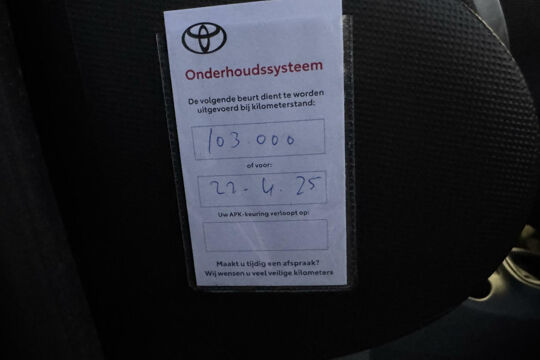 Onderhoudssysteem
De volgende beurt dient te worden
uitgevoerd bij kilometerstand:
103.000
of voor:
22-4.25
Uw APK-keuring verloopt op:
Maakt u tijdig een afspraak?
Wij wensen u veel veilige kilometers